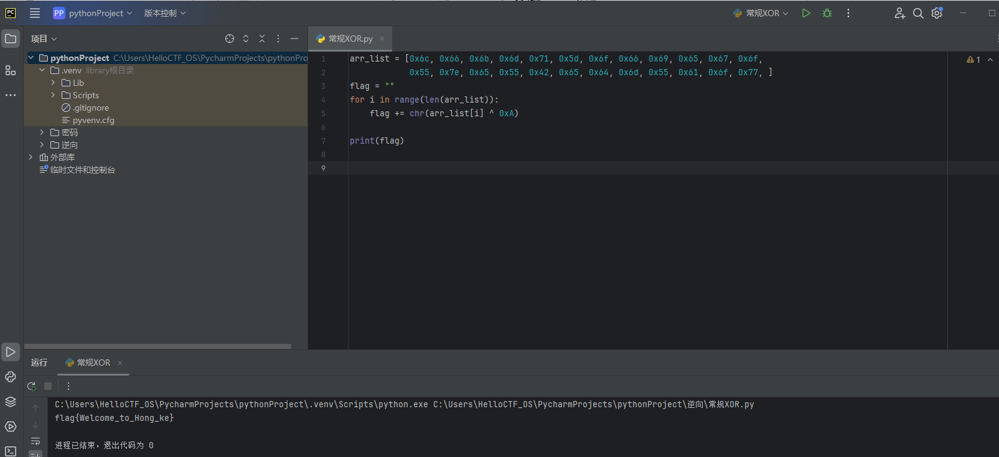 PC PP pythonProject 版本控制 常规XOR
项目 常规XOR.py
pythonProject C:\Users\HelloCTF_OS\PycharmProjects\pythonPro
.venv library根目录
Lib
Scripts
.gitignore
pyvenv.cfg
密码
逆向
外部库
临时文件和控制台
1 arr_list = [0x6c, 0x66, 0x6b, 0x6d, 0x71, 0x5d, 0x6f, 0x66, 0x69, 0x65, 0x67, 0x6f, 1
2 0x55, 0x7e, 0x65, 0x55, 0x42, 0x65, 0x64, 0x6d, 0x55, 0x61, 0x6f, 0x77, ]
3 flag = ""
4 for i in range(len(arr_list)):
5 flag += chr(arr_list[i] ^ 0xA)
6
7 print(flag)
8
9
运行 常规XOR
C:\Users\HelloCTF_OS\PycharmProjects\pythonProject\.venv\Scripts\python.exe C:\Users\HelloCTF_OS\PycharmProjects\pythonProject\逆向\常规XOR.py
flag{Welcome_to_Hong_ke}
进程已结束，退出代码为 0